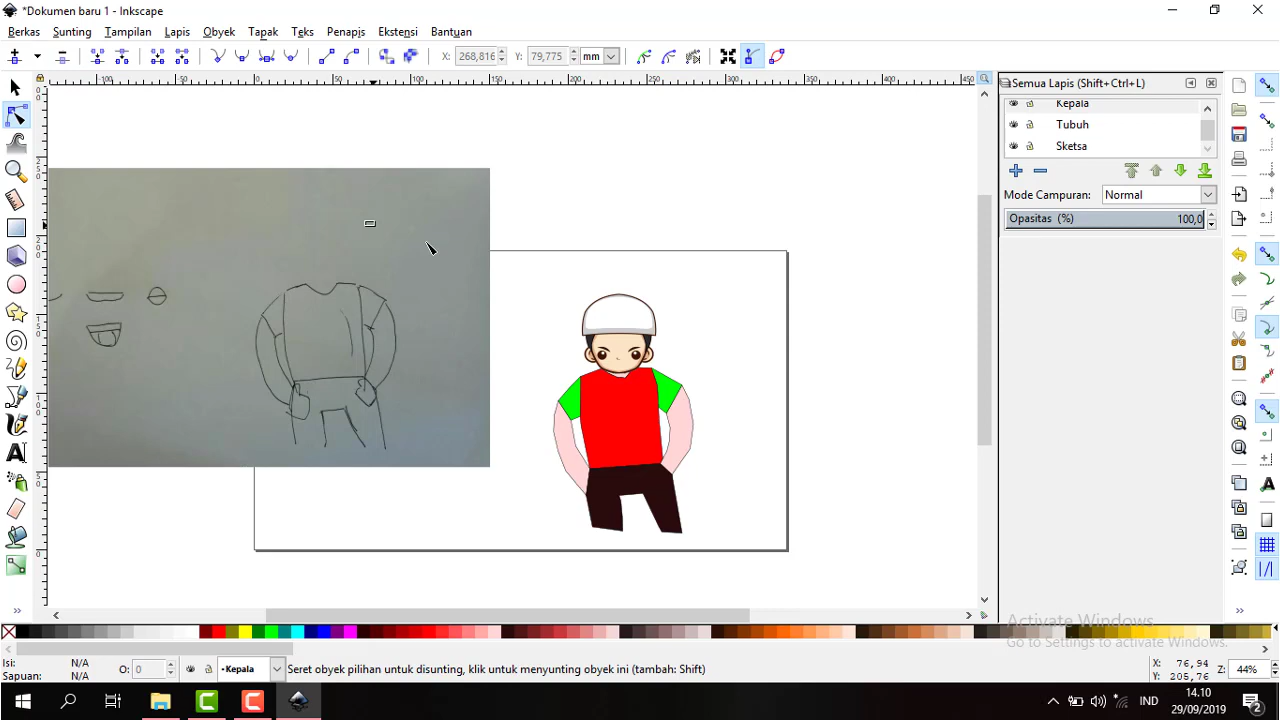 *Dokumen baru 1 - Inkscape
Berkas Sunting Tampilan Lapis Obyek Tapak Teks Penapis Ekstensi Bantuan
X: 268,816 Y: 79,775 mm
Semua Lapis (Shift+Ctrl+L)
Kepala
Tubuh
Sketsa
Mode Campuran: Normal
Opasitas (%) 100,0
Activate Windows
Go to Settings to activate Windows.
Isi: N/A
Sapuan: N/A
O: 0
•Kepala
Seret obyek pilihan untuk disunting, klik untuk menyunting obyek ini (tambah: Shift)
X: 76,94
Y: 205,76
Z: 44%
IND
14.10
29/09/2019
2